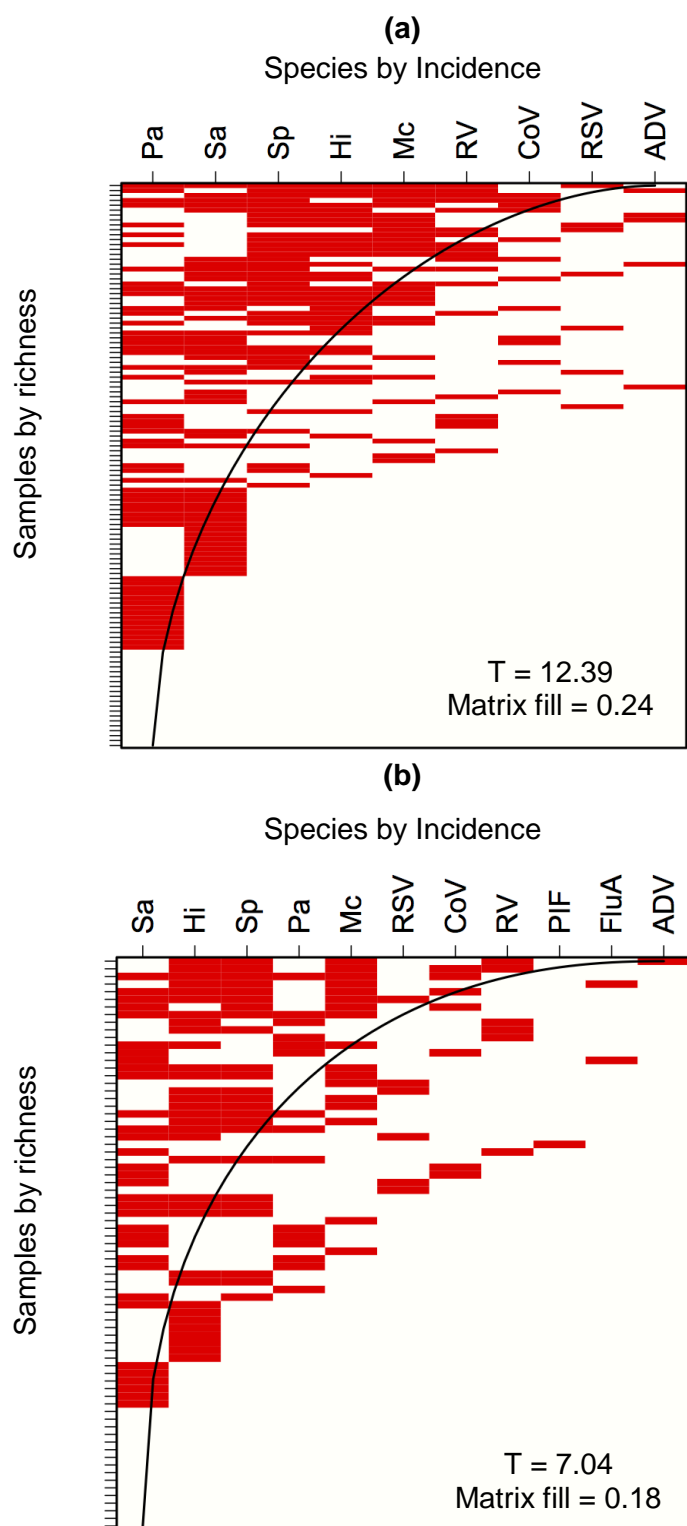 (a)
Species by Incidence
Pa Sa Sp Hi Mc RV CoV RSV ADV
Samples by richness
T = 12.39
Matrix fill = 0.24
(b)
Species by Incidence
Sa Hi Sp Pa Mc RSV CoV RV PIF FluA ADV
Samples by richness
T = 7.04
Matrix fill = 0.18